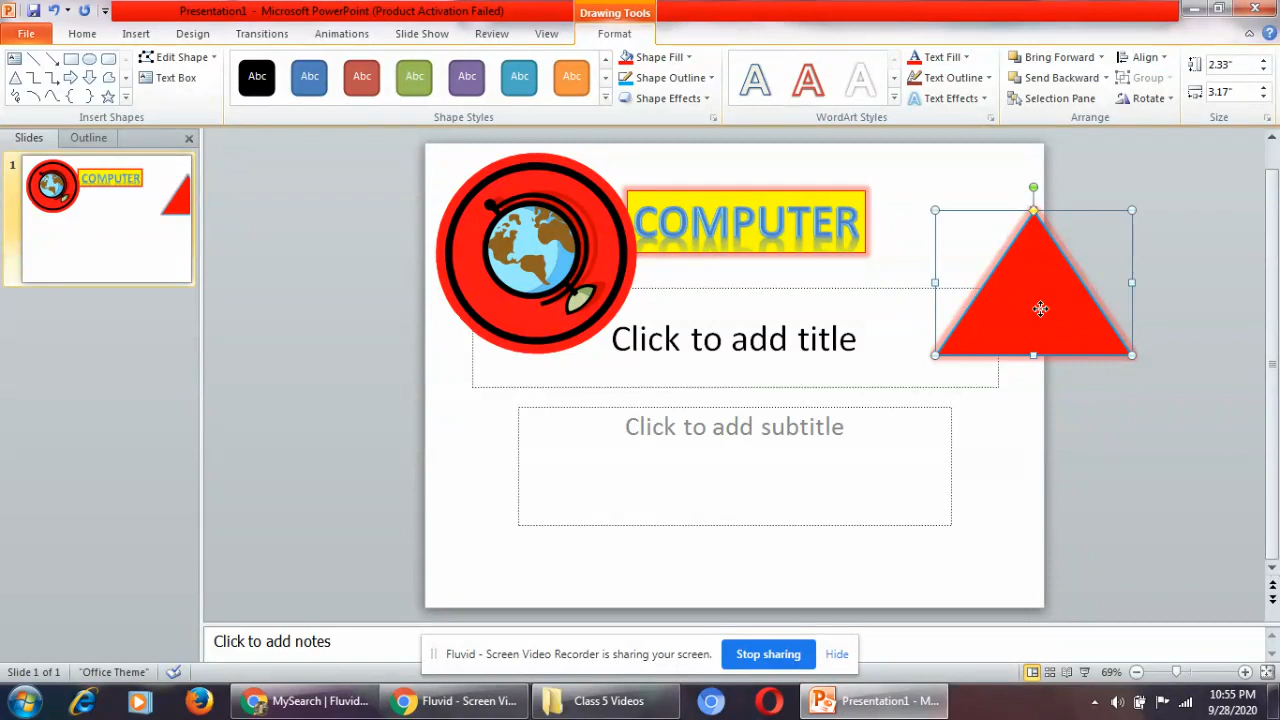 Presentation1 - Microsoft PowerPoint (Product Activation Failed)
Drawing Tools
File Home Insert Design Transitions Animations Slide Show Review View Format
Edit Shape
Text Box
Insert Shapes
Abc Abc Abc Abc Abc Abc Abc
Shape Fill
Shape Outline
Shape Effects
Shape Styles
A A A
Text Fill
Text Outline
Text Effects
WordArt Styles
Bring Forward
Send Backward
Selection Pane
Align
Group
Rotate
Arrange
2.33"
3.17"
Size
Slides Outline
1
COMPUTER
COMPUTER
Click to add title
Click to add subtitle
Click to add notes
Fluvid - Screen Video Recorder is sharing your screen. Stop sharing Hide
Slide 1 of 1 "Office Theme" 69%
MySearch | Fluvid... Fluvid - Screen Vid... Class 5 Videos Presentation1 - M...
10:55 PM
9/28/2020